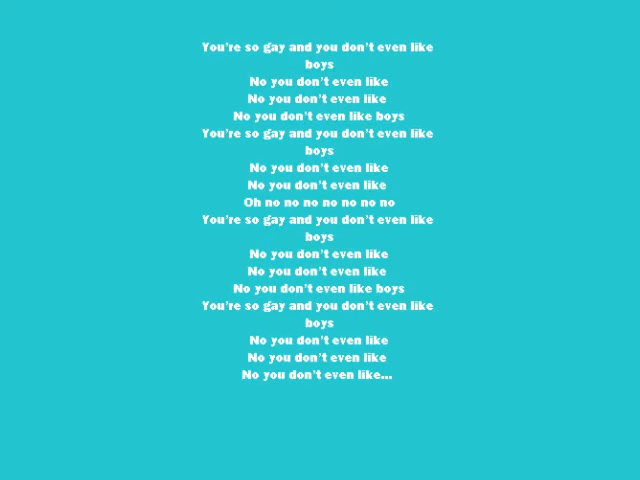 You're so gay and you don't even like
boys
No you don't even like
No you don't even like
No you don't even like boys
You're so gay and you don't even like
boys
No you don't even like
No you don't even like
Oh no no no no no no no
You're so gay and you don't even like
boys
No you don't even like
No you don't even like
No you don't even like boys
You're so gay and you don't even like
boys
No you don't even like
No you don't even like
No you don't even like...